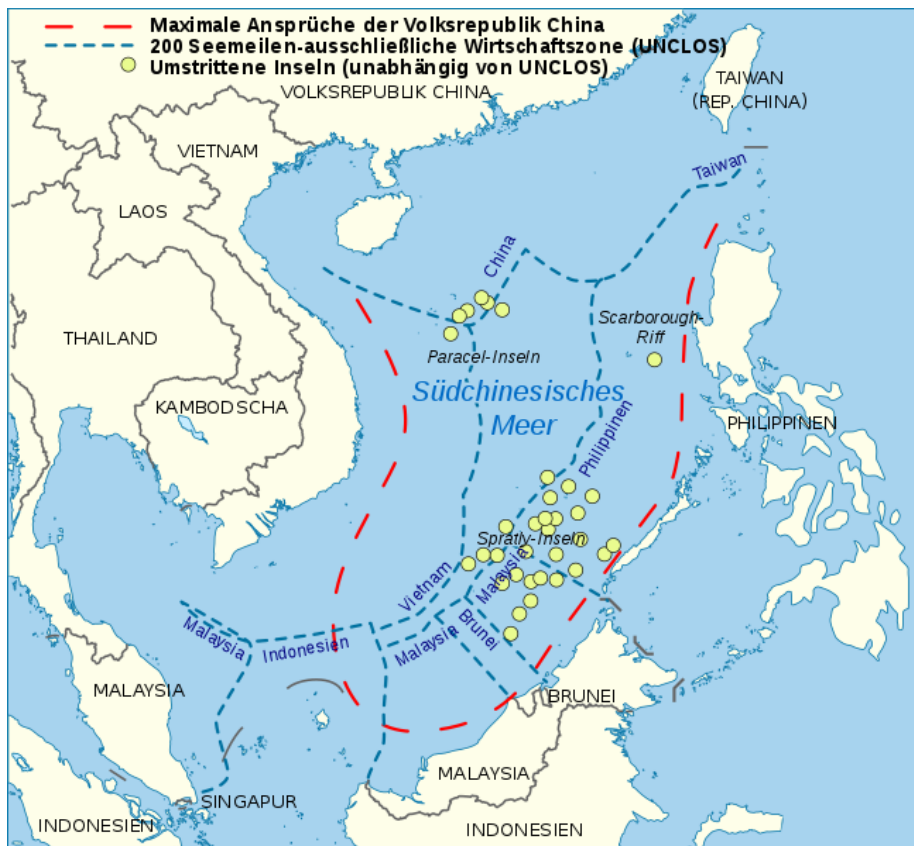 Maximale Ansprüche der Volksrepublik China
200 Seemeilen-ausschließliche Wirtschaftszone (UNCLOS)
Umstrittene Inseln (unabhängig von UNCLOS)
VOLKSREPUBLIK CHINA
TAIWAN
(REP. CHINA)
VIETNAM
Taiwan
LAOS
China
Scarborough-
Riff
THAILAND
Paracel-Inseln
Südchinesisches
Meer
KAMBODSCHA
PHILIPPINEN
Philippinen
Spratly-Inseln
Malaysia
Vietnam
Brunei
Malaysia
Indonesien
Malaysia
MALAYSIA
BRUNEI
MALAYSIA
SINGAPUR
INDONESIEN
INDONESIEN